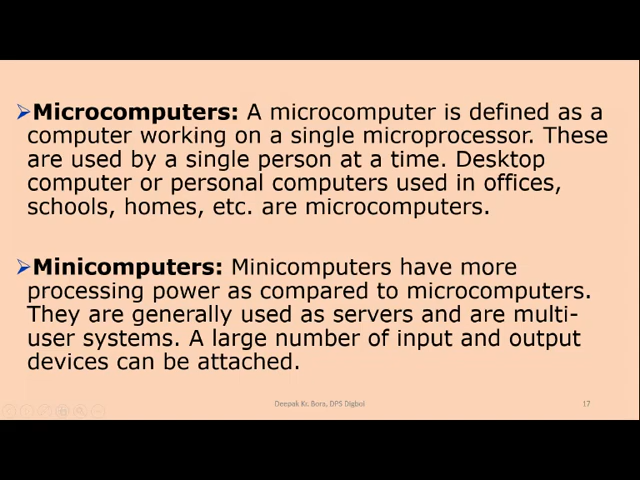 ➢Microcomputers: A microcomputer is defined as a
computer working on a single microprocessor. These
are used by a single person at a time. Desktop
computer or personal computers used in offices,
schools, homes, etc. are microcomputers.
➢Minicomputers: Minicomputers have more
processing power as compared to microcomputers.
They are generally used as servers and are multi-
user systems. A large number of input and output
devices can be attached.
Deepak Kr. Bora, DPS Digboi
17